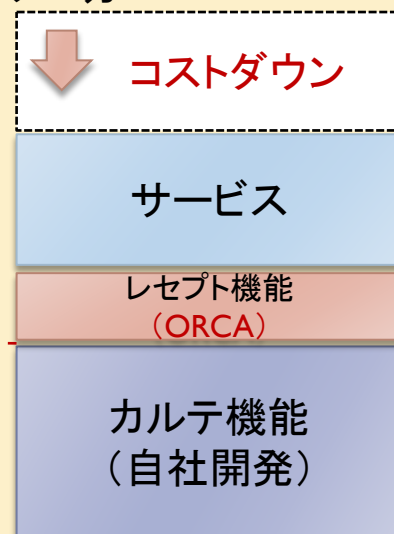 コストダウン
サービス
レセプト機能
（ORCA）
カルテ機能
（自社開発）